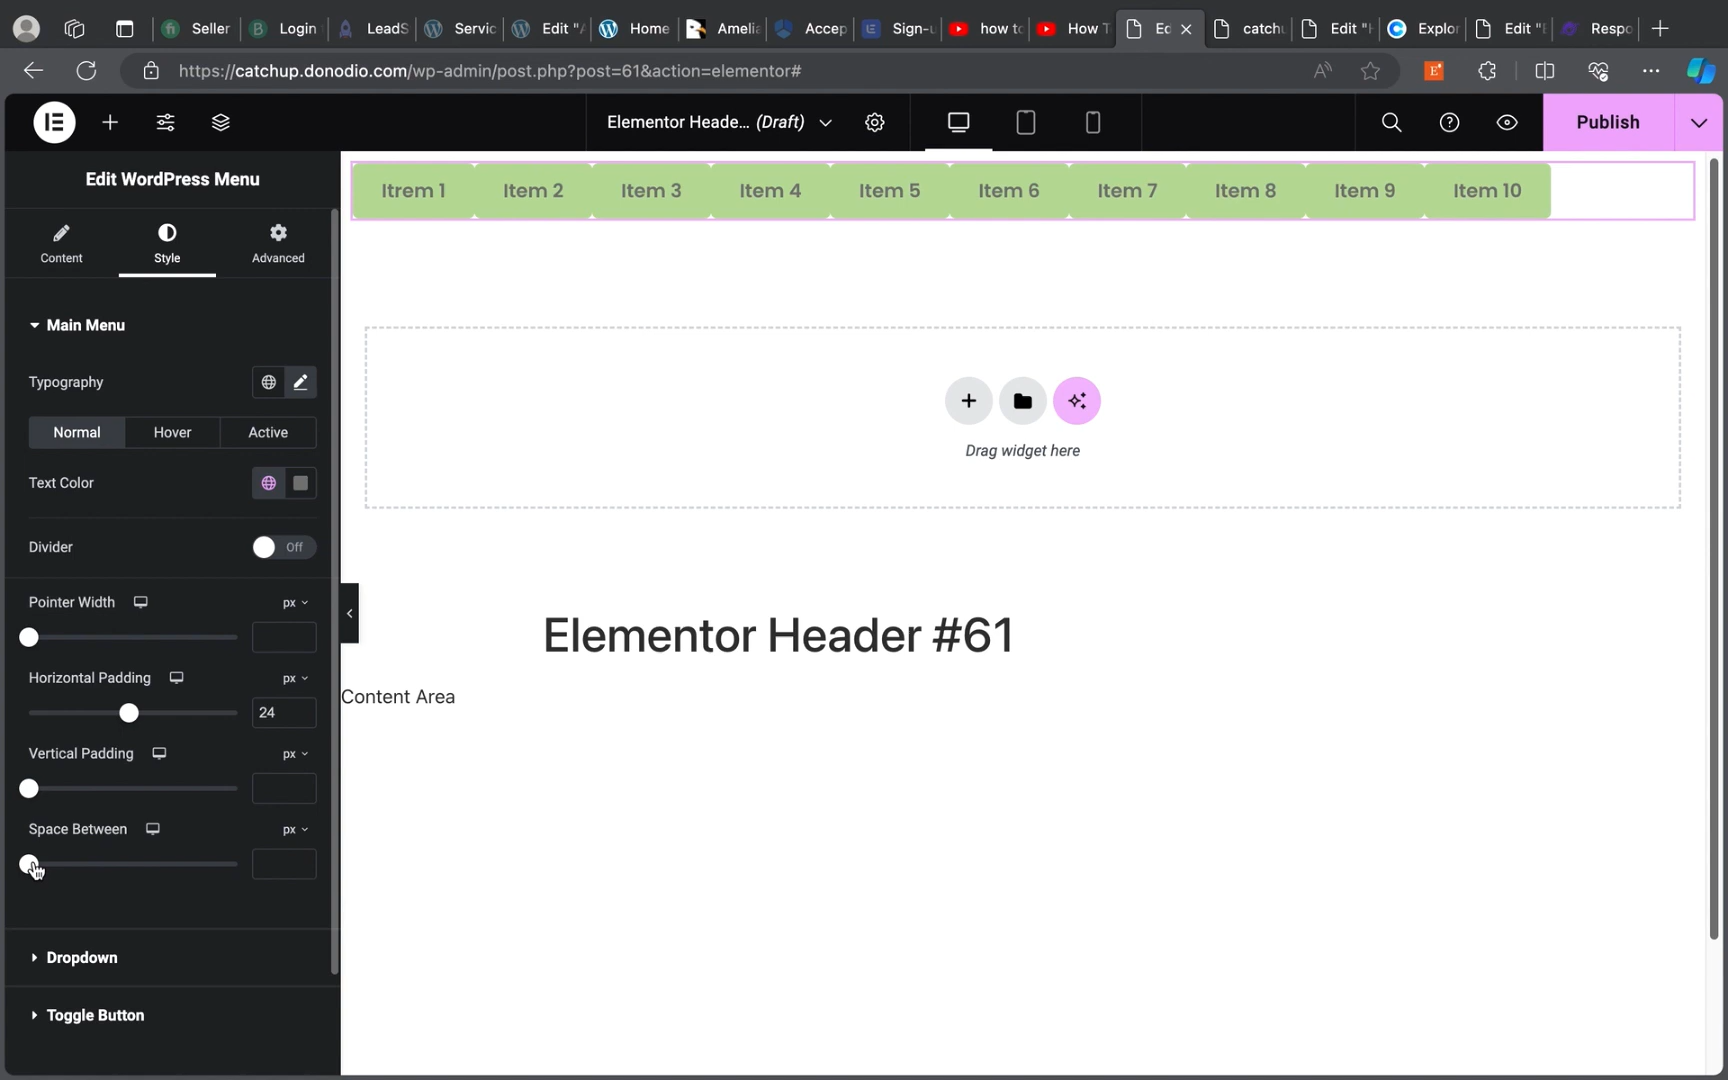 Seller
Login
LeadS
Servic
Edit "A
Home
Amelia
Accep
Sign-u
how to
How T
Ed
catchu
Edit "H
Explor
Edit "E
Respo
https://catchup.donodio.com/wp-admin/post.php?post=61&action=elementor#
Elementor Heade... (Draft)
Publish
Edit WordPress Menu
Content
Style
Advanced
Main Menu
Typography
Normal
Hover
Active
Text Color
Divider
Off
Pointer Width
px
Horizontal Padding
px
24
Vertical Padding
px
Space Between
px
Dropdown
Toggle Button
Itrem 1
Item 2
Item 3
Item 4
Item 5
Item 6
Item 7
Item 8
Item 9
Item 10
Drag widget here
Elementor Header #61
Content Area